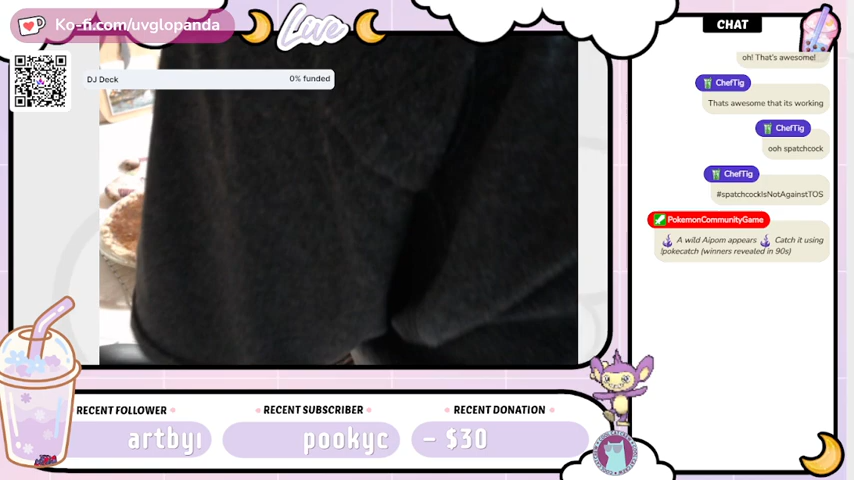 Ko-fi.com/uvglopanda
Live
CHAT
DJ Deck 0% funded
oh! That's awesome!
ChefTig
Thats awesome that its working
ChefTig
ooh spatchcock
ChefTig
#spatchcockIsNotAgainstTOS
PokemonCommunityGame
A wild Aipom appears Catch it using
!pokecatch (winners revealed in 90s)
RECENT FOLLOWER RECENT SUBSCRIBER RECENT DONATION
artbyı pookyc – $30